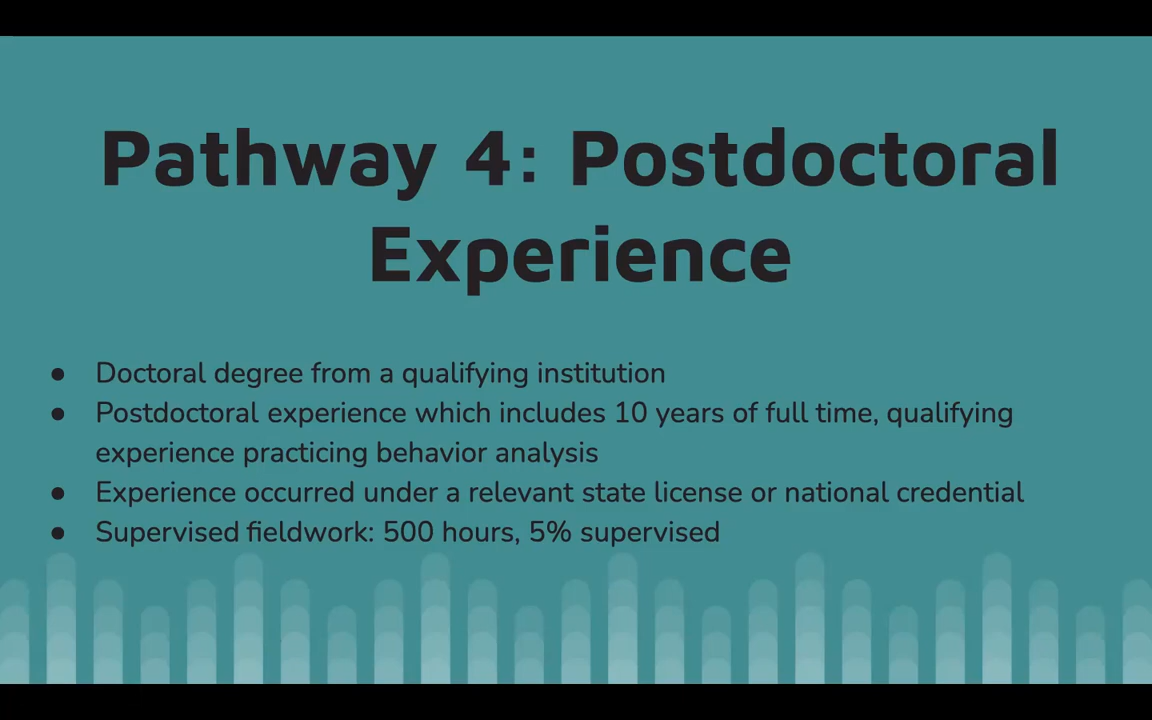 Pathway 4: Postdoctoral
Experience
● Doctoral degree from a qualifying institution
● Postdoctoral experience which includes 10 years of full time, qualifying
experience practicing behavior analysis
● Experience occurred under a relevant state license or national credential
● Supervised fieldwork: 500 hours, 5% supervised